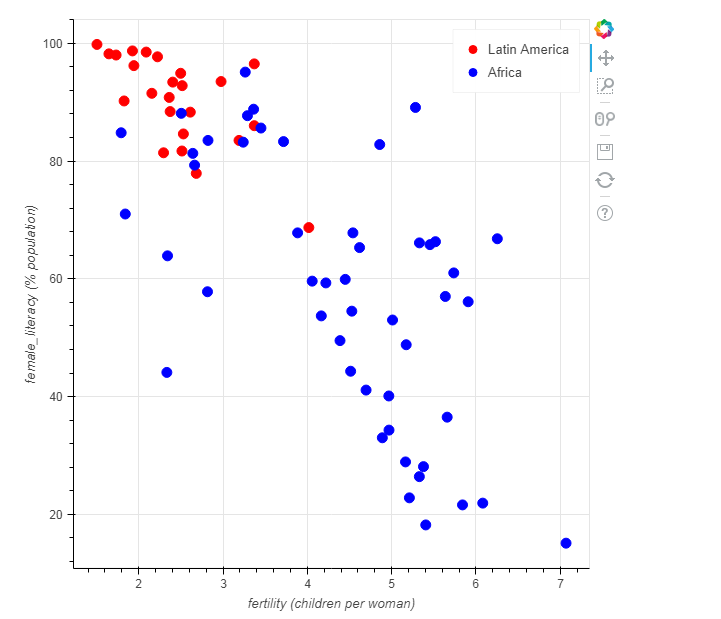 Latin America
Africa
100
80
60
40
20
female_literacy (% population)
2 3 4 5 6 7
fertility (children per woman)
?